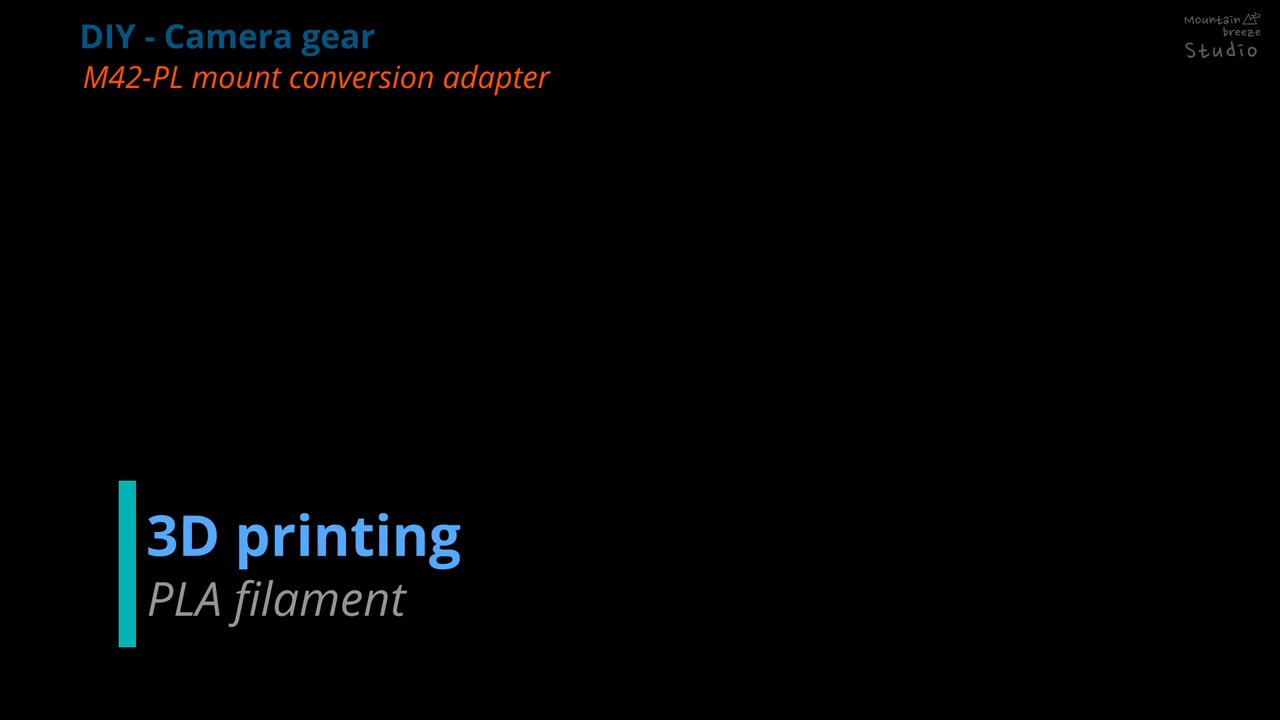 DIY - Camera gear
M42-PL mount conversion adapter
Mountain
breeze
Studio
3D printing
PLA filament